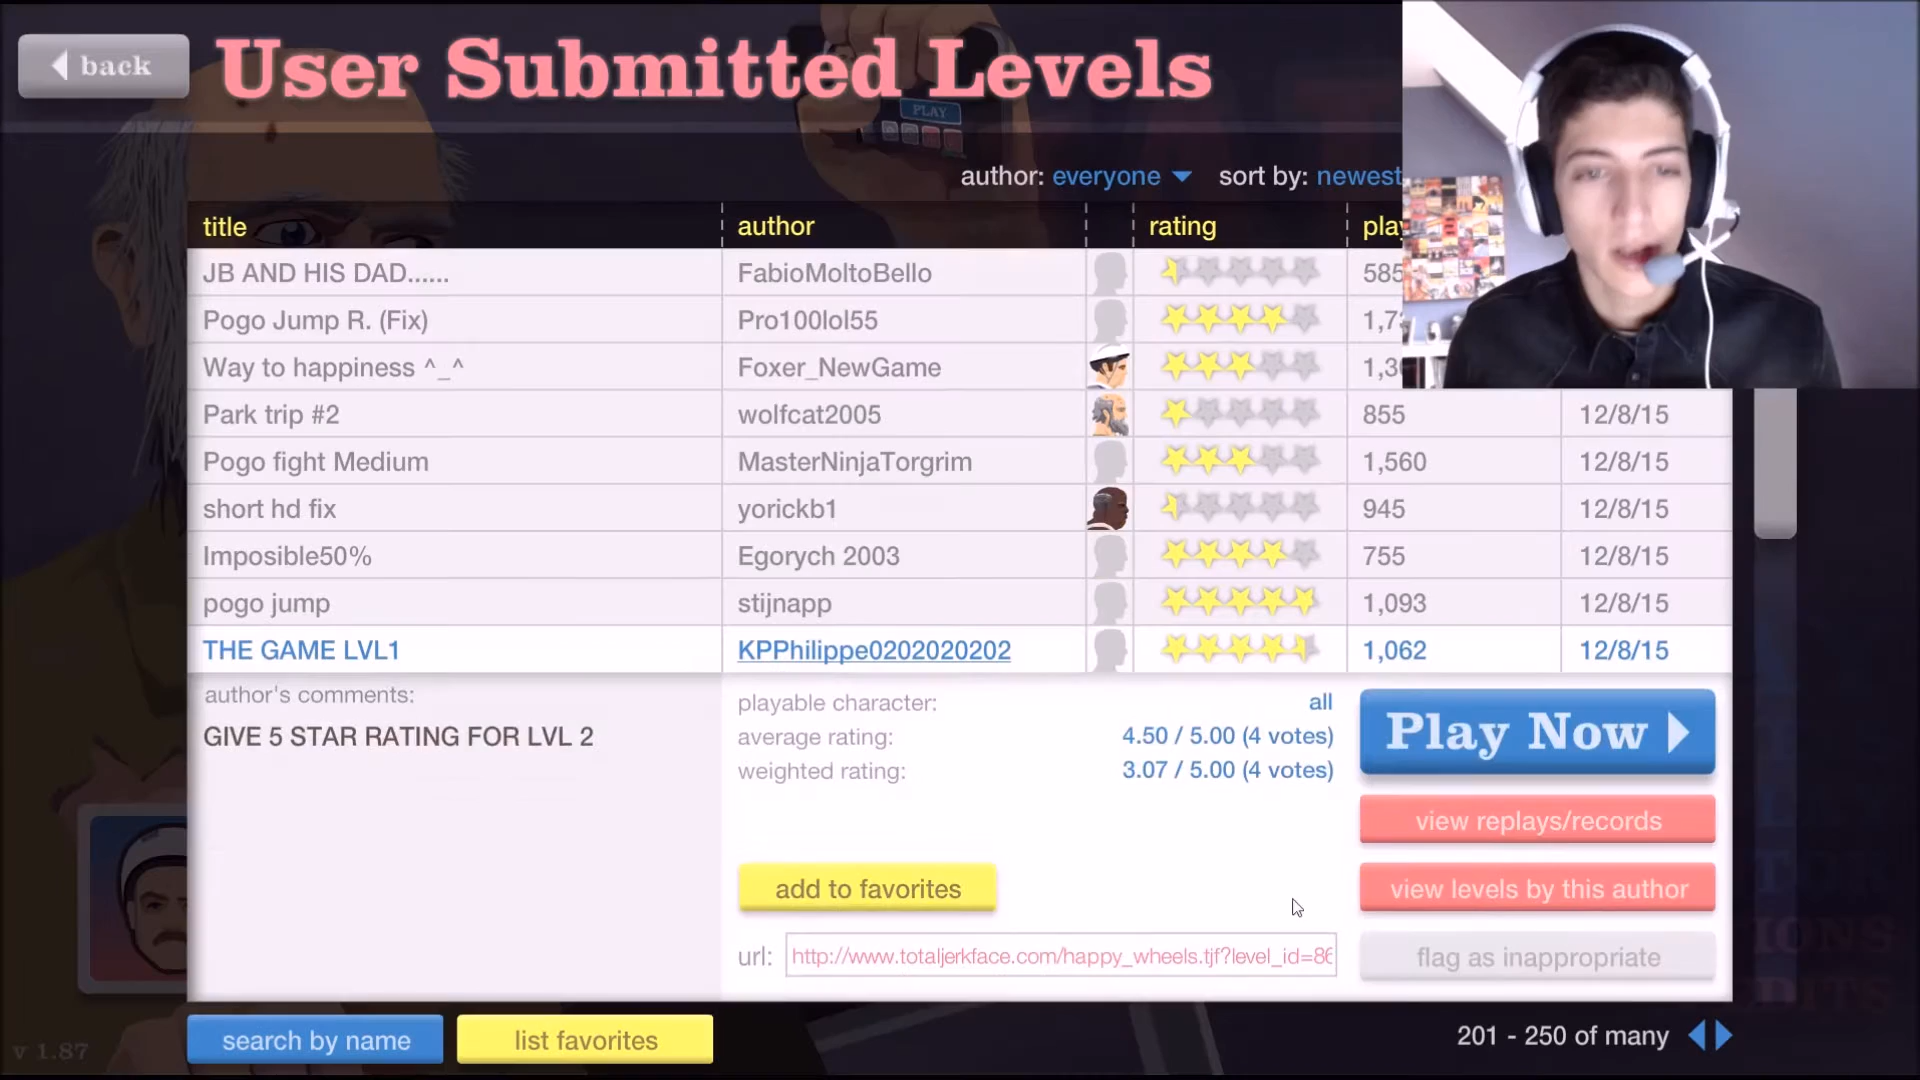 back
User Submitted Levels
PLAY
author: everyone sort by: newest
title author rating
JB AND HIS DAD...... FabioMoltoBello 585
Pogo Jump R. (Fix) Pro100lol55
Way to happiness ^_^ Foxer_NewGame
Park trip #2 wolfcat2005 855 12/8/15
Pogo fight Medium MasterNinjaTorgrim 1,560 12/8/15
short hd fix yorickb1 945 12/8/15
Imposible50% Egorych 2003 755 12/8/15
pogo jump stijnapp 1,093 12/8/15
THE GAME LVL1 KPPhilippe0202020202 1,062 12/8/15
author's comments:
GIVE 5 STAR RATING FOR LVL 2
playable character: all
average rating: 4.50 / 5.00 (4 votes)
weighted rating: 3.07 / 5.00 (4 votes)
Play Now
view replays/records
add to favorites
view levels by this author
url: http://www.totaljerkface.com/happy_wheels.tjf?level_id=86
flag as inappropriate
search by name
list favorites
201 - 250 of many
v 1.87